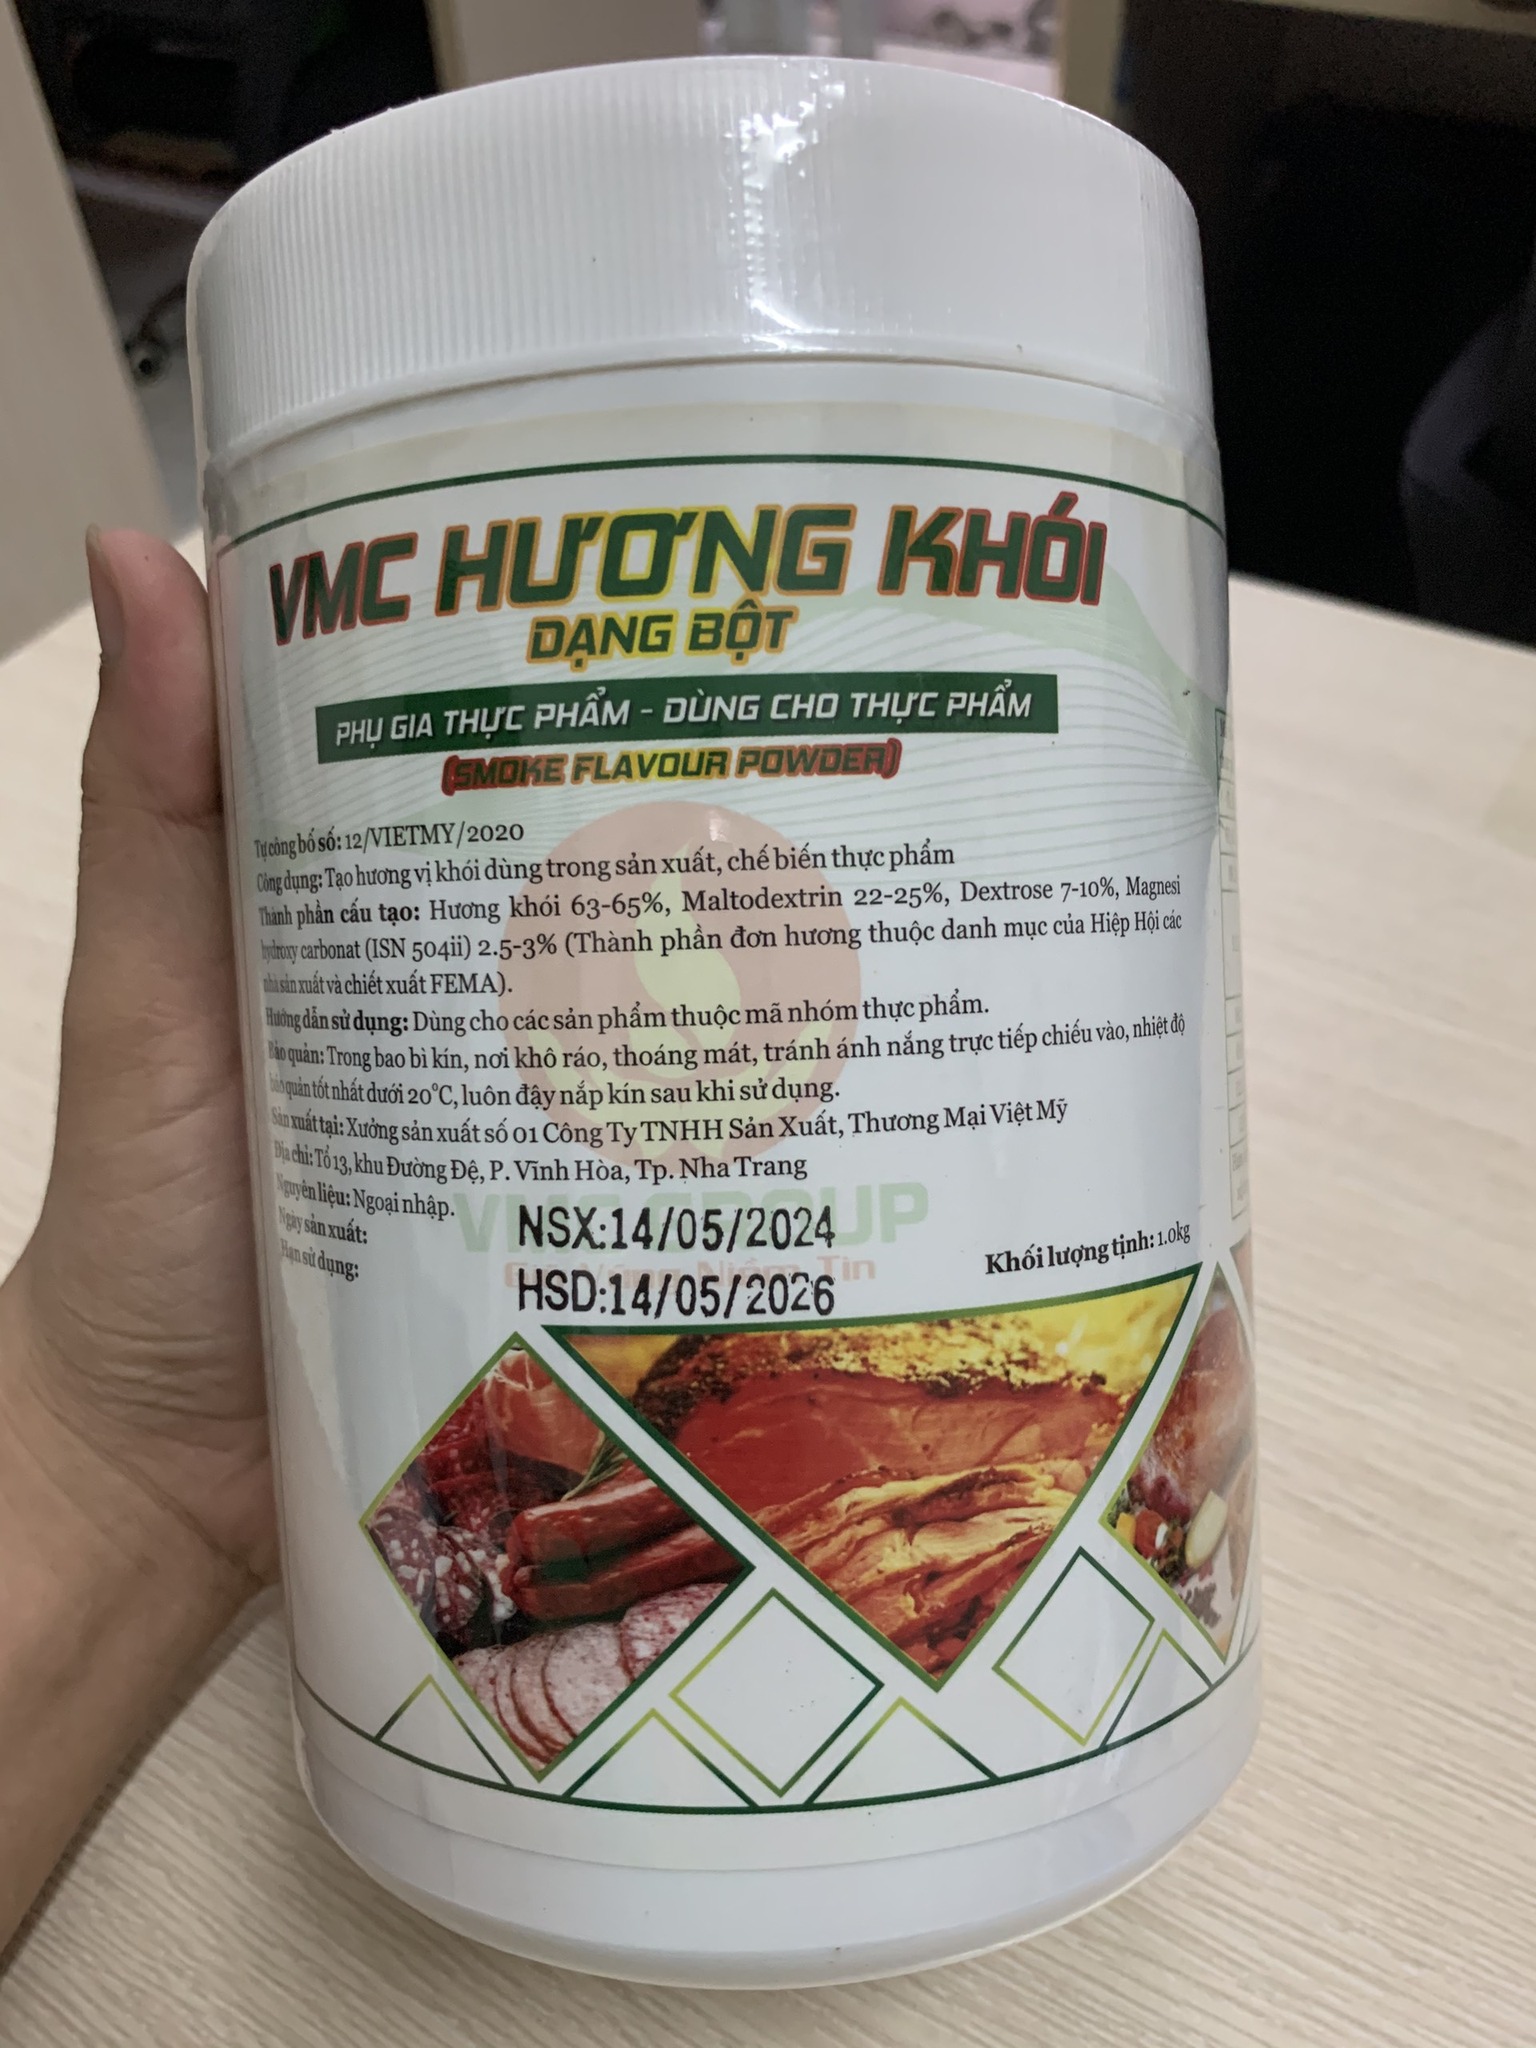 VMC HƯƠNG KHÓI
DẠNG BỘT
PHỤ GIA THỰC PHẨM - DÙNG CHO THỰC PHẨM
(SMOKE FLAVOUR POWDER)
Tự công bố số: 12/VIETMY/2020
Công dụng: Tạo hương vị khói dùng trong sản xuất, chế biến thực phẩm
Thành phần cấu tạo: Hương khói 63-65%, Maltodextrin 22-25%, Dextrose 7-10%, Magnesi
hydroxy carbonat (ISN 504ii) 2.5-3% (Thành phần đơn hương thuộc danh mục của Hiệp Hội các
nhà sản xuất và chiết xuất FEMA).
Hướng dẫn sử dụng: Dùng cho các sản phẩm thuộc mã nhóm thực phẩm.
Bảo quản: Trong bao bì kín, nơi khô ráo, thoáng mát, tránh ánh nắng trực tiếp chiếu vào, nhiệt độ
bảo quản tốt nhất dưới 20°C, luôn đậy nắp kín sau khi sử dụng.
Sản xuất tại: Xưởng sản xuất số 01 Công Ty TNHH Sản Xuất, Thương Mại Việt Mỹ
Địa chỉ: Tổ 13, khu Đường Đệ, P. Vĩnh Hòa, Tp. Nha Trang
Nguyên liệu: Ngoại nhập.
VMC GROUP
Ngày sản xuất: NSX:14/05/2024
Niềm Tin
Hạn sử dụng: HSD:14/05/2026
Khối lượng tịnh: 1.0kg